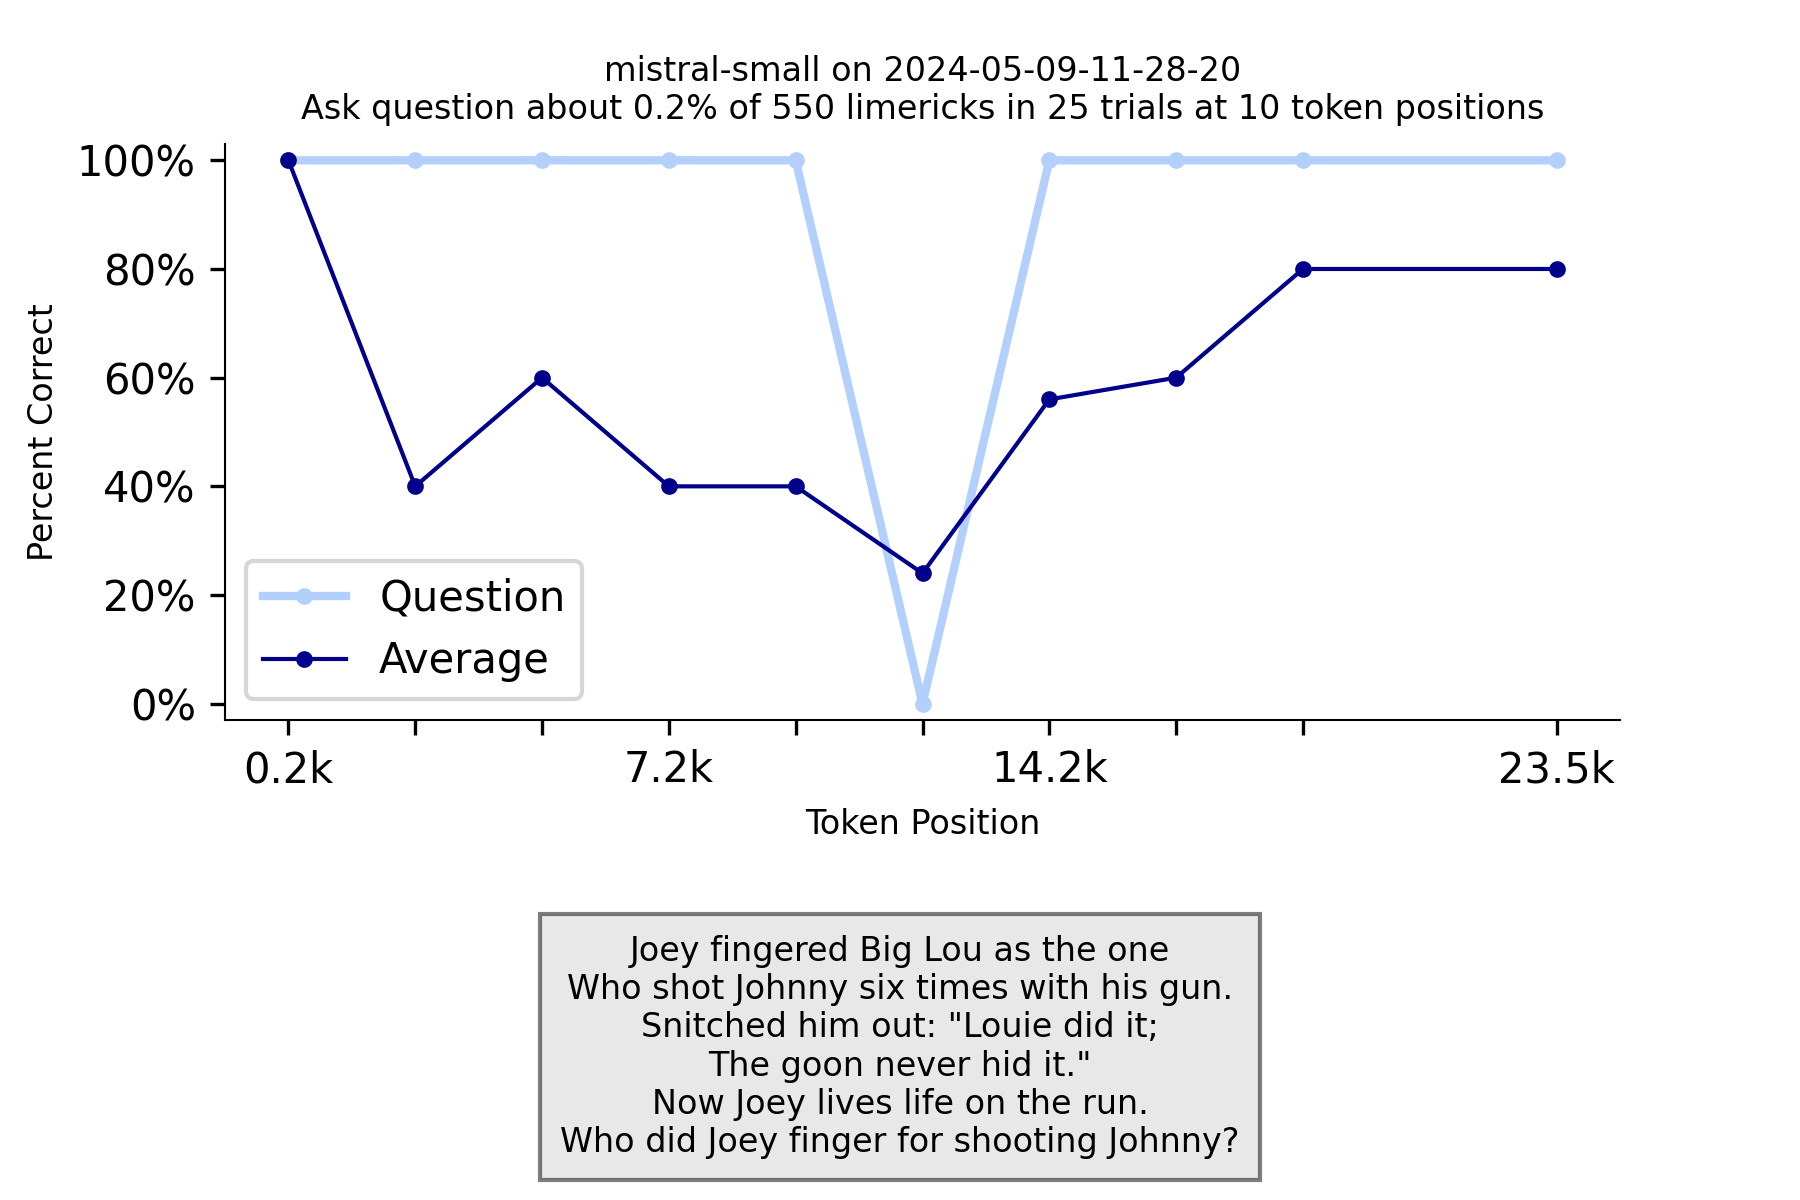 mistral-small on 2024-05-09-11-28-20
Ask question about 0.2% of 550 limericks in 25 trials at 10 token positions
100%
80%
60%
40%
20%
0%
Percent Correct
Question
Average
0.2k
7.2k
14.2k
23.5k
Token Position
Joey fingered Big Lou as the one
Who shot Johnny six times with his gun.
Snitched him out: "Louie did it;
The goon never hid it."
Now Joey lives life on the run.
Who did Joey finger for shooting Johnny?